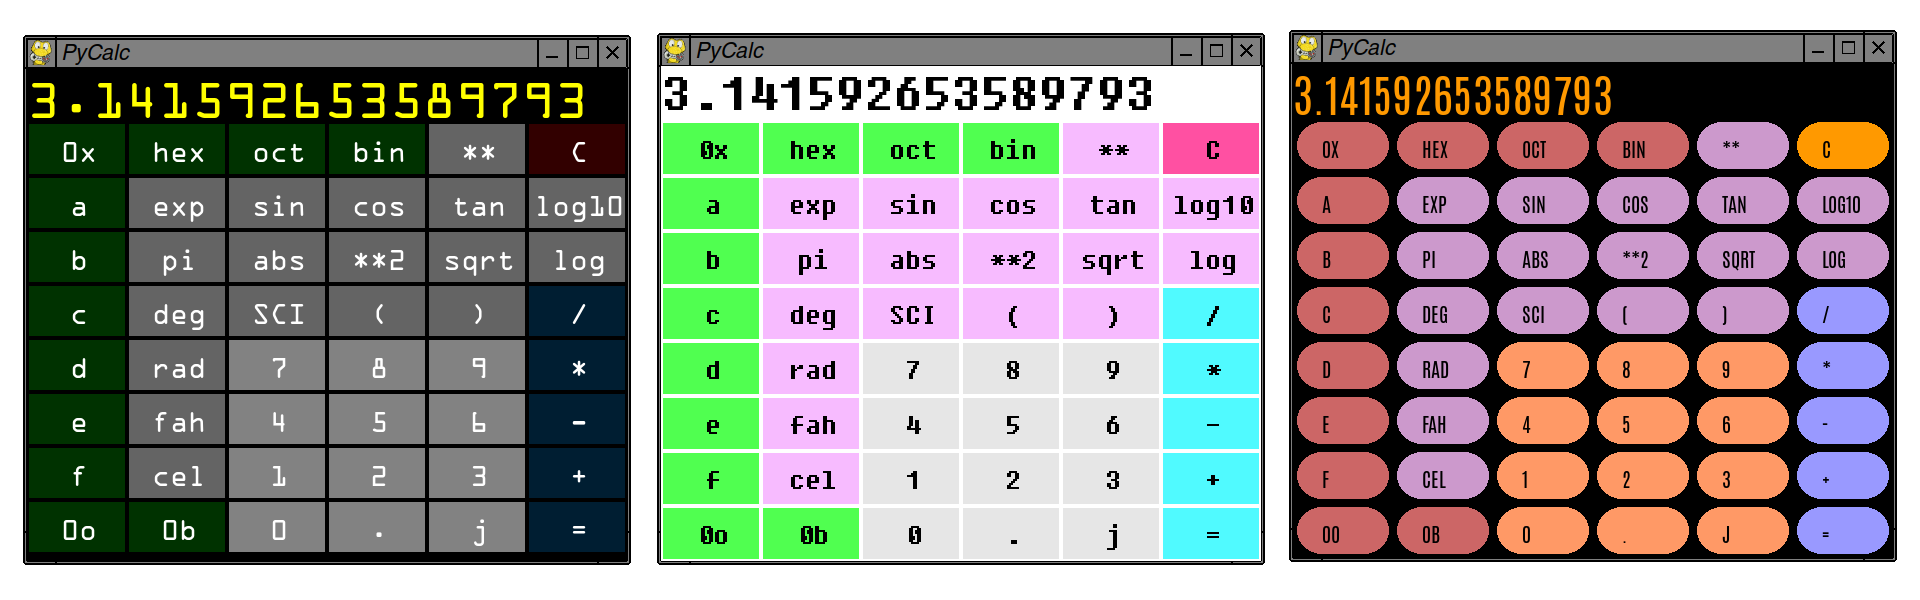 PyCalc
3.141592653589793
0x hex oct bin ** C
a exp sin cos tan log10
b pi abs **2 sqrt log
c deg SCI ( ) /
d rad 7 8 9 *
e fah 4 5 6 -
f cel 1 2 3 +
0o 0b 0 . j =
PyCalc
3.141592653589793
0x hex oct bin ** C
a exp sin cos tan log10
b pi abs **2 sqrt log
c deg SCI ( ) /
d rad 7 8 9 *
e fah 4 5 6 -
f cel 1 2 3 +
0o 0b 0 . j =
PyCalc
3.141592653589793
0X HEX OCT BIN ** C
A EXP SIN COS TAN LOG10
B PI ABS **2 SQRT LOG
C DEG SCI ( ) /
D RAD 7 8 9 *
E FAH 4 5 6 -
F CEL 1 2 3 +
0O 0B 0 . J =